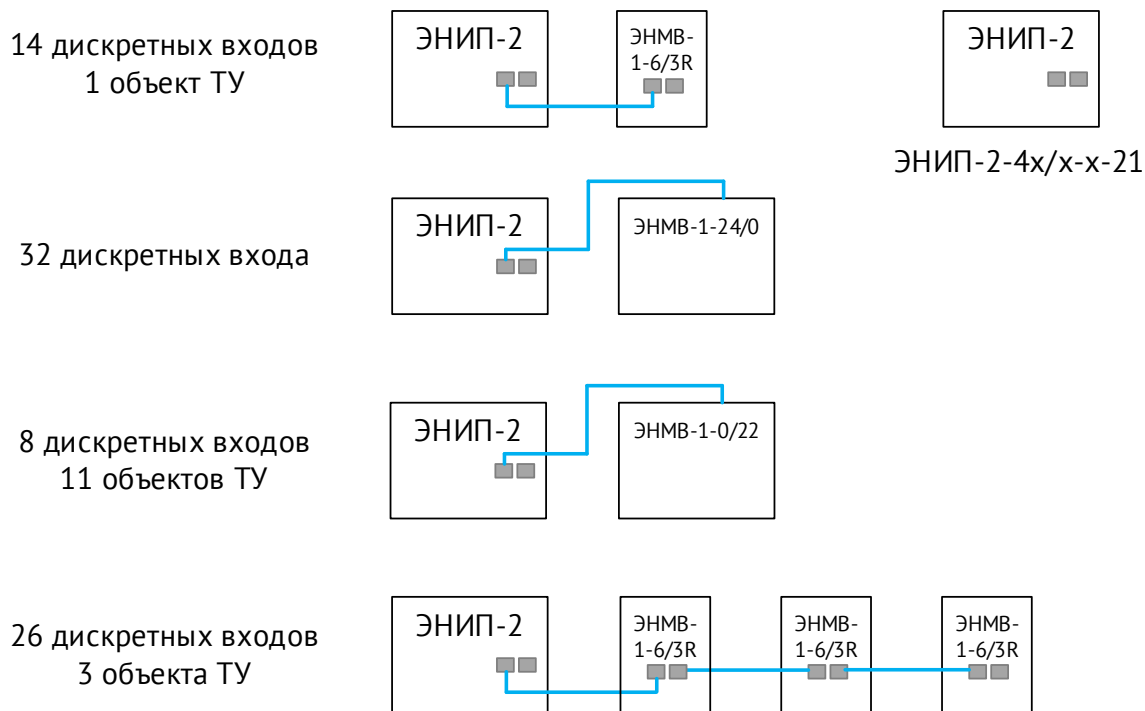 14 дискретных входов
1 объект ТУ
ЭНИП-2
ЭНМВ-
1-6/3R
ЭНИП-2
ЭНИП-2-4x/x-x-21
32 дискретных входа
ЭНИП-2
ЭНМВ-1-24/0
8 дискретных входов
11 объектов ТУ
ЭНИП-2
ЭНМВ-1-0/22
26 дискретных входов
3 объекта ТУ
ЭНИП-2
ЭНМВ-
1-6/3R
ЭНМВ-
1-6/3R
ЭНМВ-
1-6/3R